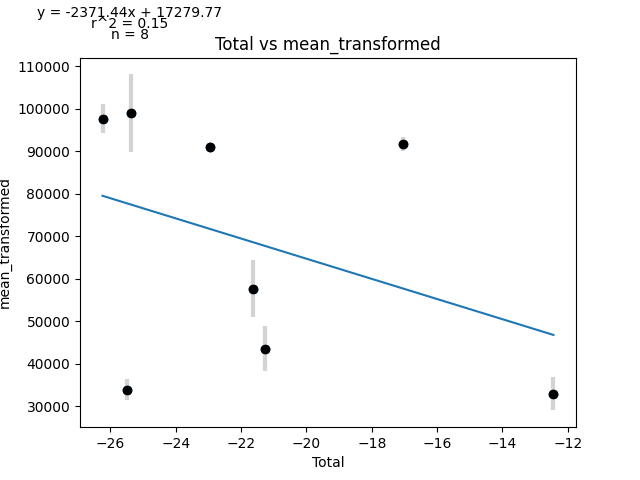 y = -2371.44x + 17279.77
r^2 = 0.15
n = 8
Total vs mean_transformed
110000
100000
90000
80000
70000
60000
50000
40000
30000
mean_transformed
−26
−24
−22
−20
−18
−16
−14
−12
Total